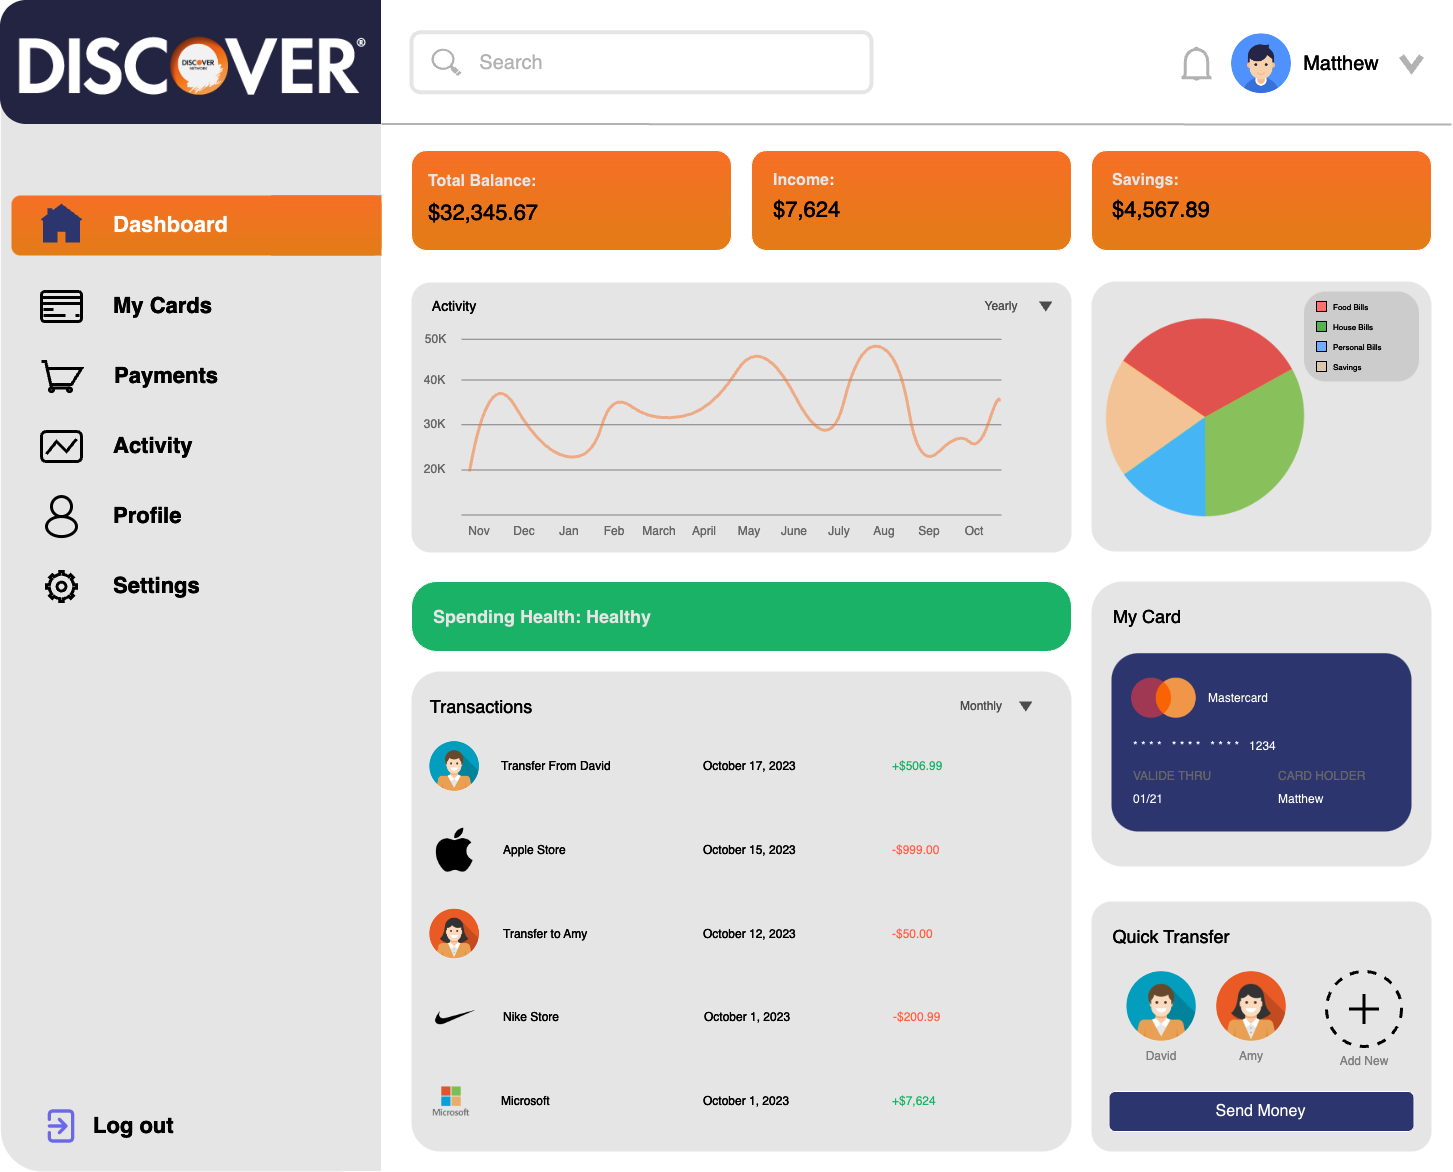 DISCOVER®
DISCOVER
NETWORK
Search
Matthew
Dashboard
My Cards
Payments
Activity
Profile
Settings
Log out
Total Balance:
$32,345.67
Income:
$7,624
Savings:
$4,567.89
Activity
Yearly
50K
40K
30K
20K
Nov Dec Jan Feb March April May June July Aug Sep Oct
Food Bills
House Bills
Personal Bills
Savings
Spending Health: Healthy
Transactions
Monthly
Transfer From David October 17, 2023 +$506.99
Apple Store October 15, 2023 -$999.00
Transfer to Amy October 12, 2023 -$50.00
Nike Store October 1, 2023 -$200.99
Microsoft
Microsoft October 1, 2023 +$7,624
My Card
Mastercard
**** **** **** 1234
VALIDE THRU CARD HOLDER
01/21 Matthew
Quick Transfer
David Amy Add New
Send Money